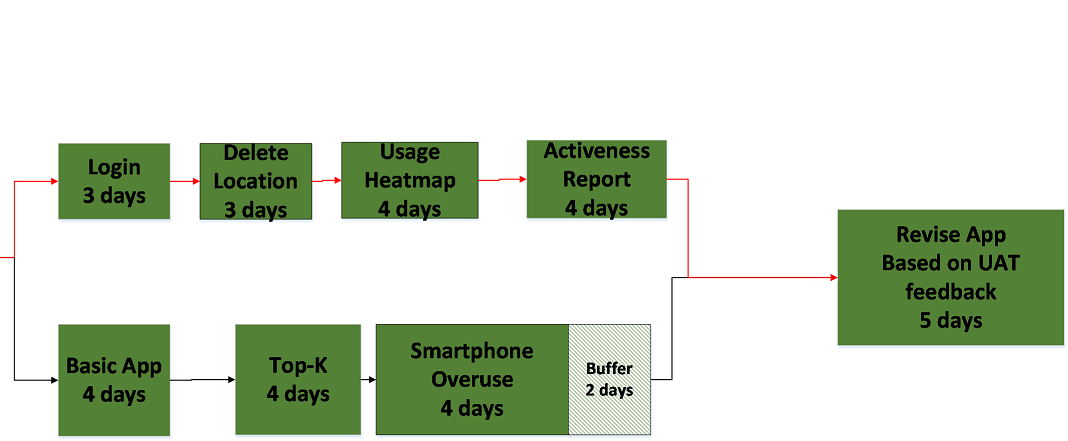 Login
3 days
Delete
Location
3 days
Usage
Heatmap
4 days
Activeness
Report
4 days
Revise App
Based on UAT
feedback
5 days
Basic App
4 days
Top-K
4 days
Smartphone
Overuse
4 days
Buffer
2 days